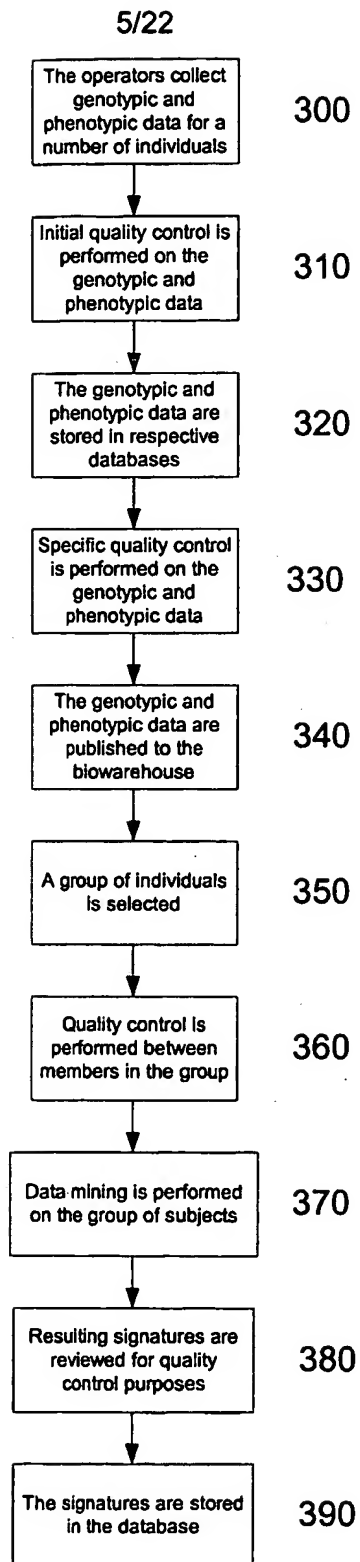 5/22
The operators collect
genotypic and
phenotypic data for a
number of individuals
300
Initial quality control is
performed on the
genotypic and
phenotypic data
310
The genotypic and
phenotypic data are
stored in respective
databases
320
Specific quality control
is performed on the
genotypic and
phenotypic data
330
The genotypic and
phenotypic data are
published to the
biowarehouse
340
A group of individuals
is selected
350
Quality control is
performed between
members in the group
360
Data mining is performed
on the group of subjects
370
Resulting signatures are
reviewed for quality
control purposes
380
The signatures are stored
in the database
390